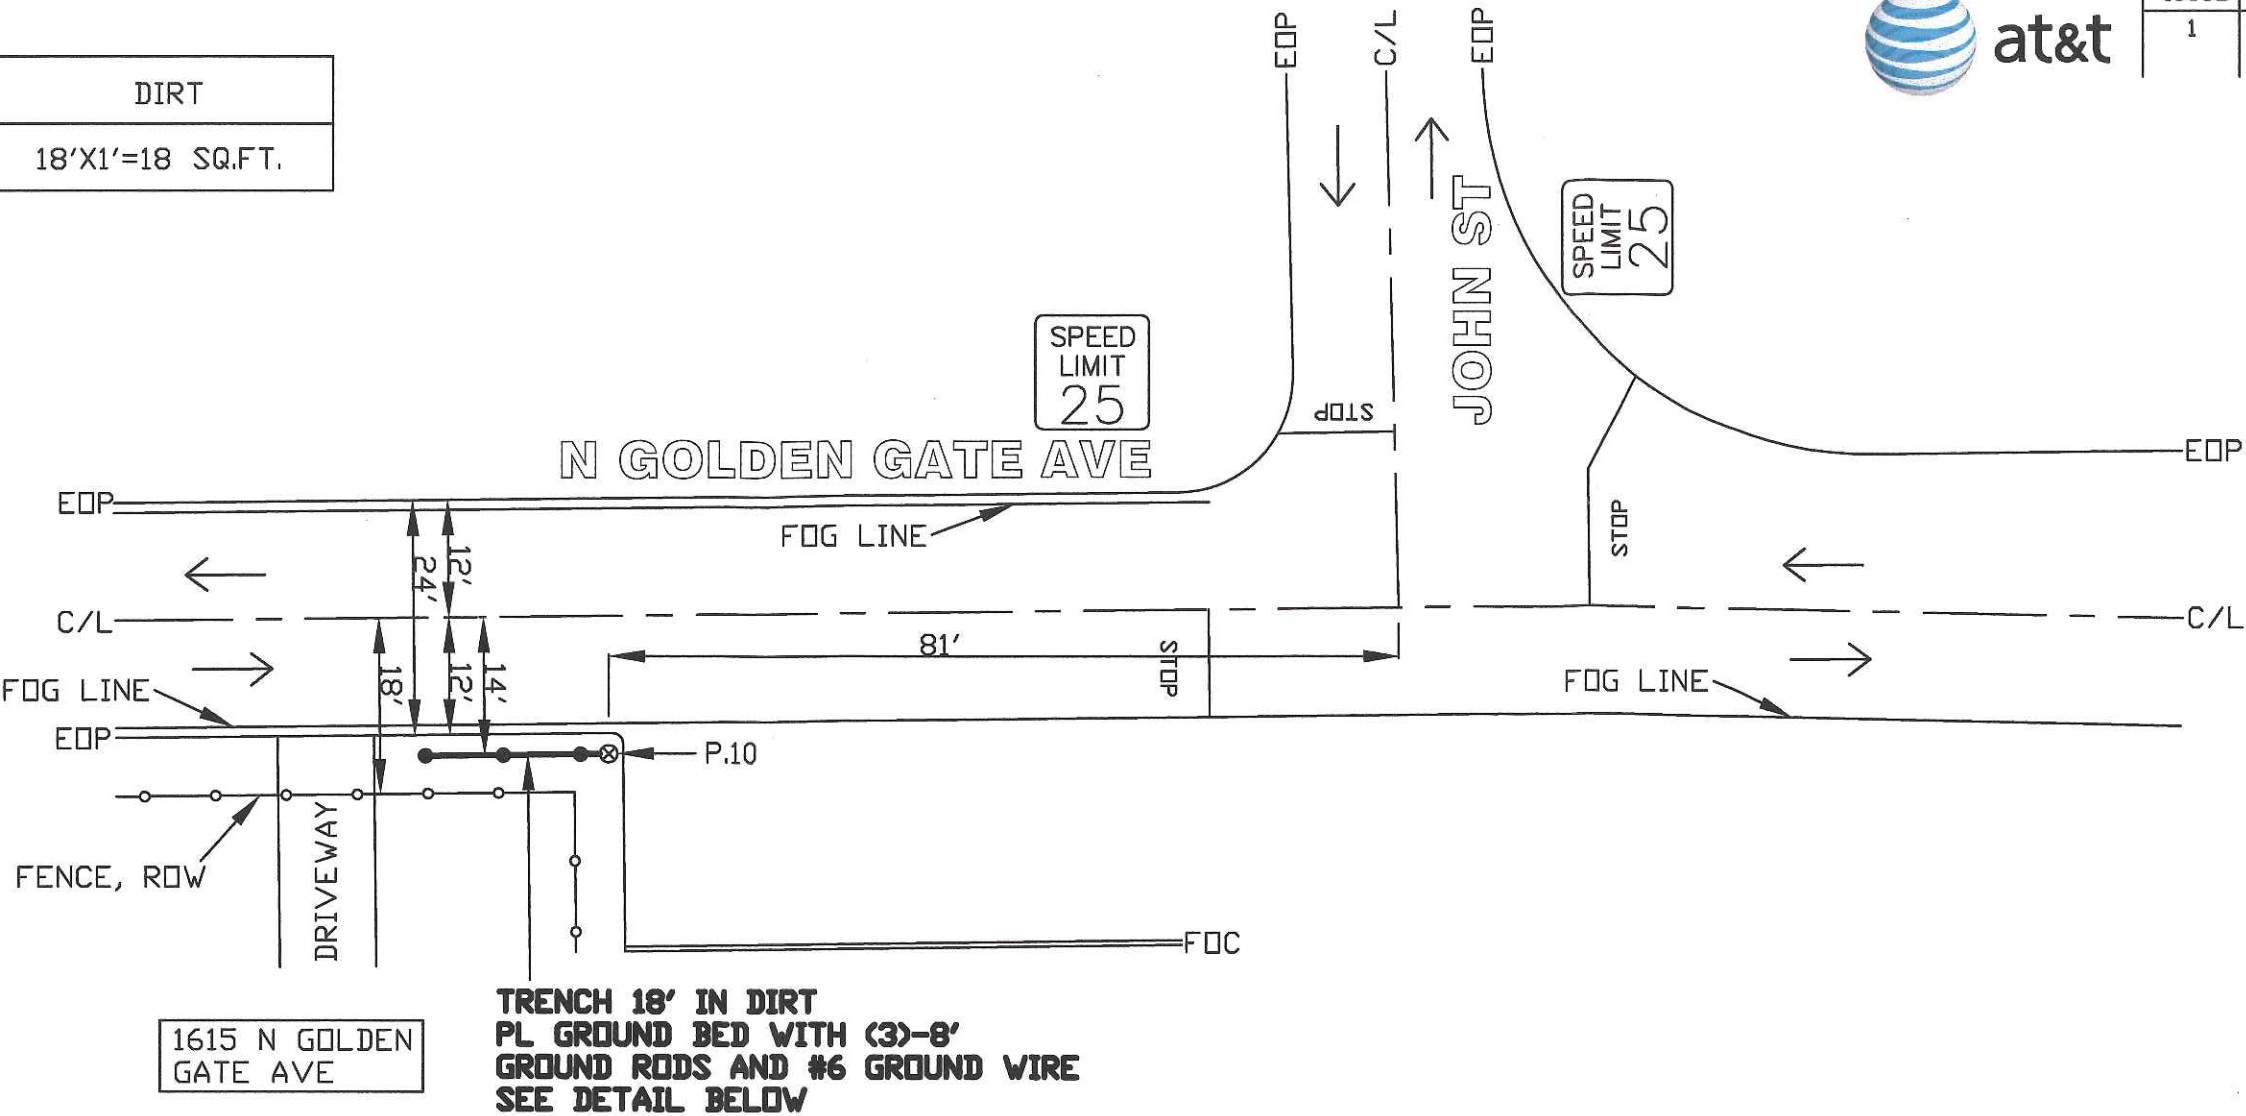 DIRT
18'X1'=18 SQ.FT.
at&t
1
EOP
C/L
EOP
JOHN ST
SPEED
LIMIT
25
SPEED
LIMIT
25
STOP
N GOLDEN GATE AVE
EOP
FOG LINE
EOP
STOP
24'
12'
C/L
C/L
81'
STOP
18'
12'
14'
FOG LINE
FOG LINE
EOP
P.10
DRIVEWAY
FENCE, ROW
FOC
TRENCH 18' IN DIRT
PL GROUND BED WITH (3)-8'
GROUND RODS AND #6 GROUND WIRE
SEE DETAIL BELOW
1615 N GOLDEN
GATE AVE